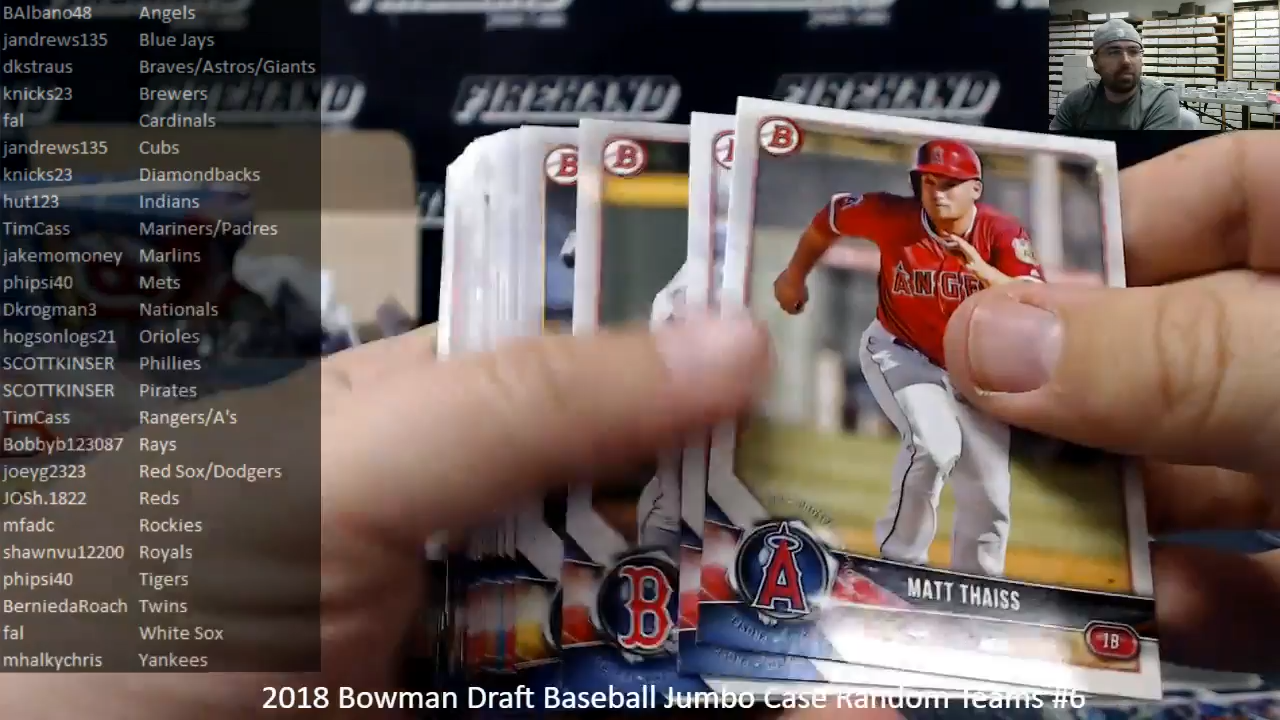 BAlbano48 Angels
jandrews135 Blue Jays
dkstraus Braves/Astros/Giants
knicks23 Brewers
fal Cardinals
jandrews135 Cubs
knicks23 Diamondbacks
hut123 Indians
TimCass Mariners/Padres
jakemomoney Marlins
phipsi40 Mets
Dkrogman3 Nationals
hogsonlogs21 Orioles
SCOTTKINSER Phillies
SCOTTKINSER Pirates
TimCass Rangers/A's
Bobbyb123087 Rays
joeyg2323 Red Sox/Dodgers
JOSh.1822 Reds
mfadc Rockies
shawnvu12200 Royals
phipsi40 Tigers
BerniedaRoach Twins
fal White Sox
mhalkychris Yankees
FIREHAND
FIREHAND
B
B
B
A
ANGE
B
A
MATT THAISS
1B
2018 Bowman Draft Baseball Jumbo Case Random Teams #6